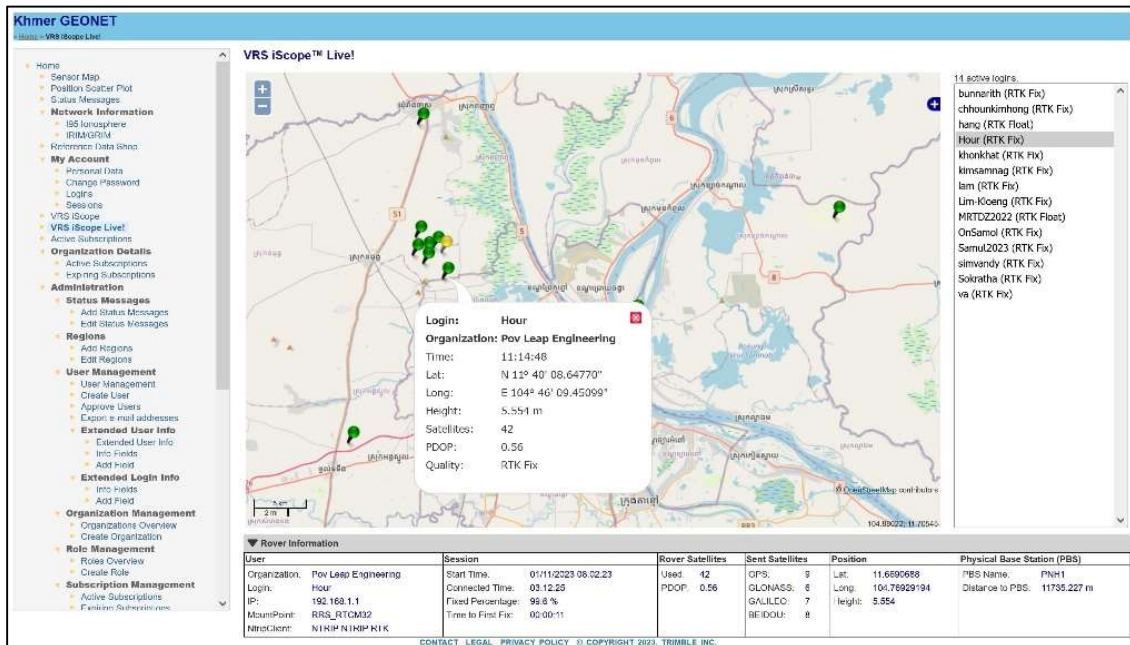 Khmer GEONET
» Home » VRS iScope Live!
Home
Sensor Map
Position Scatter Plot
Status Messages
Network Information
I95 Ionosphere
IRIM/GRIM
Reference Data Shop
My Account
Personal Data
Change Password
Logins
Sessions
VRS iScope
VRS iScope Live!
Active Subscriptions
Organization Details
Active Subscriptions
Expiring Subscriptions
Administration
Status Messages
Add Status Messages
Edit Status Messages
Regions
Add Regions
Edit Regions
User Management
User Management
Create User
Approve Users
Export e-mail addresses
Extended User Info
Extended User Info
Info Fields
Add Field
Extended Login Info
Info Fields
Add Field
Organization Management
Organizations Overview
Create Organization
Role Management
Roles Overview
Create Role
Subscription Management
Active Subscriptions
Expiring Subscriptions
VRS iScope™ Live!
+
−
51
5
6
2 m
© OpenStreetMap contributors
104.88022, 11.70545
Login: Hour
Organization: Pov Leap Engineering
Time: 11:14:48
Lat: N 11º 40' 08.64770"
Long: E 104º 46' 09.45099"
Height: 5.554 m
Satellites: 42
PDOP: 0.56
Quality: RTK Fix
14 active logins.
bunnarith (RTK Fix)
chhounkimhong (RTK Fix)
hang (RTK Float)
Hour (RTK Fix)
khonkhat (RTK Fix)
kimsamnag (RTK Fix)
lam (RTK Fix)
Lim-Kloeng (RTK Fix)
MRTDZ2022 (RTK Float)
OnSamol (RTK Fix)
Samul2023 (RTK Fix)
simvandy (RTK Fix)
Sokratha (RTK Fix)
va (RTK Fix)
Rover Information
User Session Rover Satellites Sent Satellites Position Physical Base Station (PBS)
Organization: Pov Leap Engineering Start Time: 01/11/2023 08.02.23 Used: 42 GPS: 9 Lat: 11.6690688 PBS Name: PNH1
Login: Hour Connected Time: 03.12.25 PDOP: 0.56 GLONASS: 6 Long: 104.76929194 Distance to PBS: 11735.227 m
IP: 192.168.1.1 Fixed Percentage: 99.6 % GALILEO: 7 Height: 5.554
MountPoint: RRS_RTCM32 Time to First Fix: 00:00:11 BEIDOU: 8
NtripClient: NTRIP NTRIP RTK
CONTACT LEGAL PRIVACY POLICY © COPYRIGHT 2023, TRIMBLE INC.